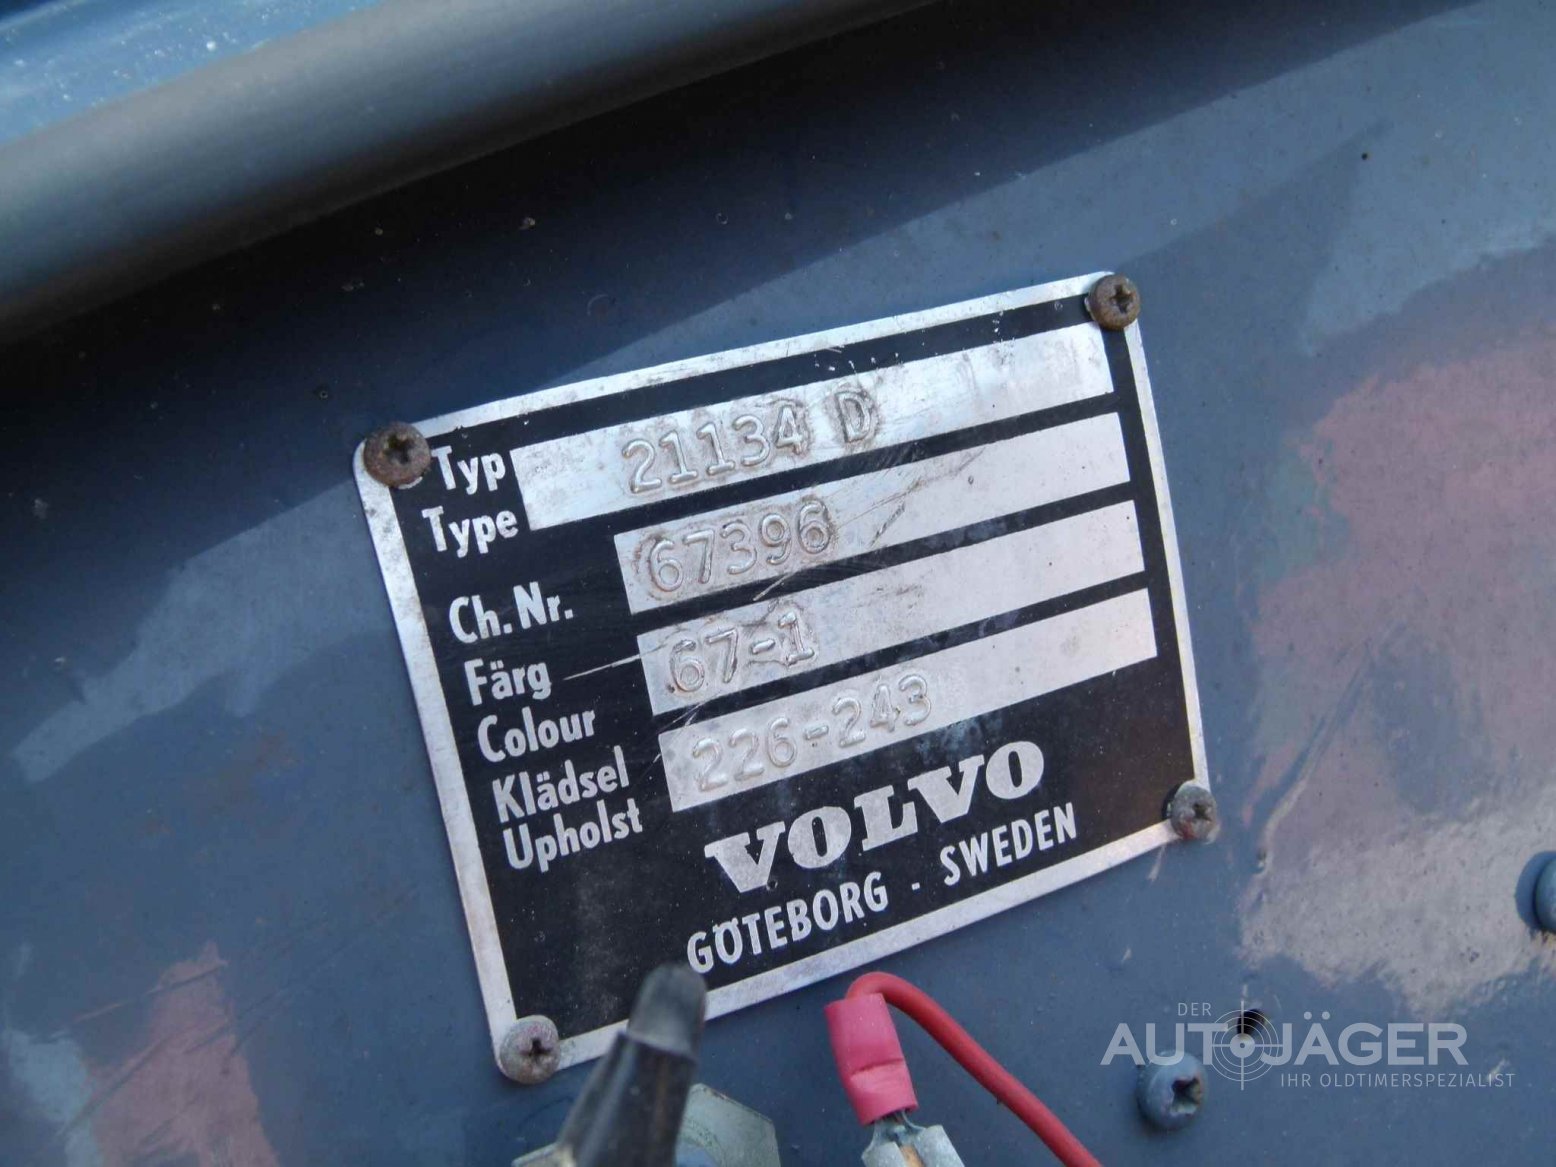 Typ
Type 21134 D
Ch.Nr. 67396
Färg
Colour 67-1
Klädsel
Upholst 226-243
VOLVO
GÖTEBORG - SWEDEN
DER
AUTOJÄGER
IHR OLDTIMERSPEZIALIST